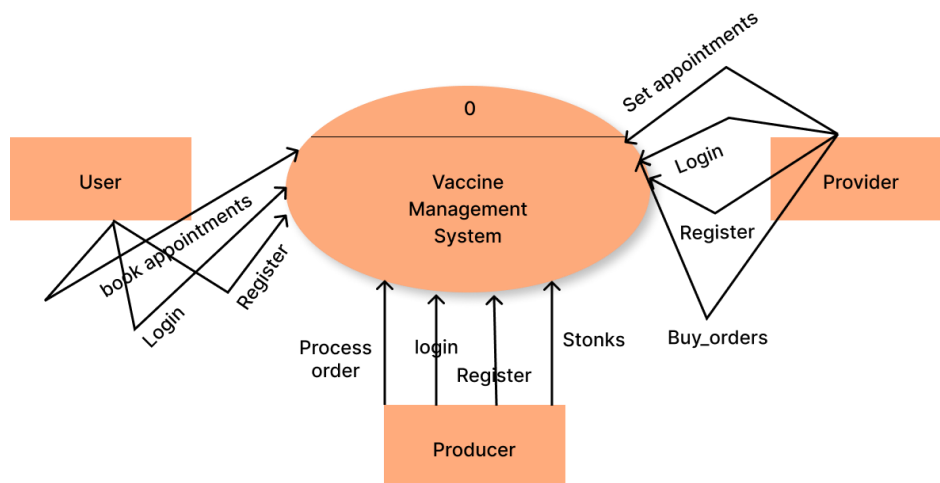 Set appointments
0
User
Vaccine
Management
System
Login
Provider
book appointments
Register
Register
Login
Process
order
login
Register
Stonks
Buy_orders
Producer